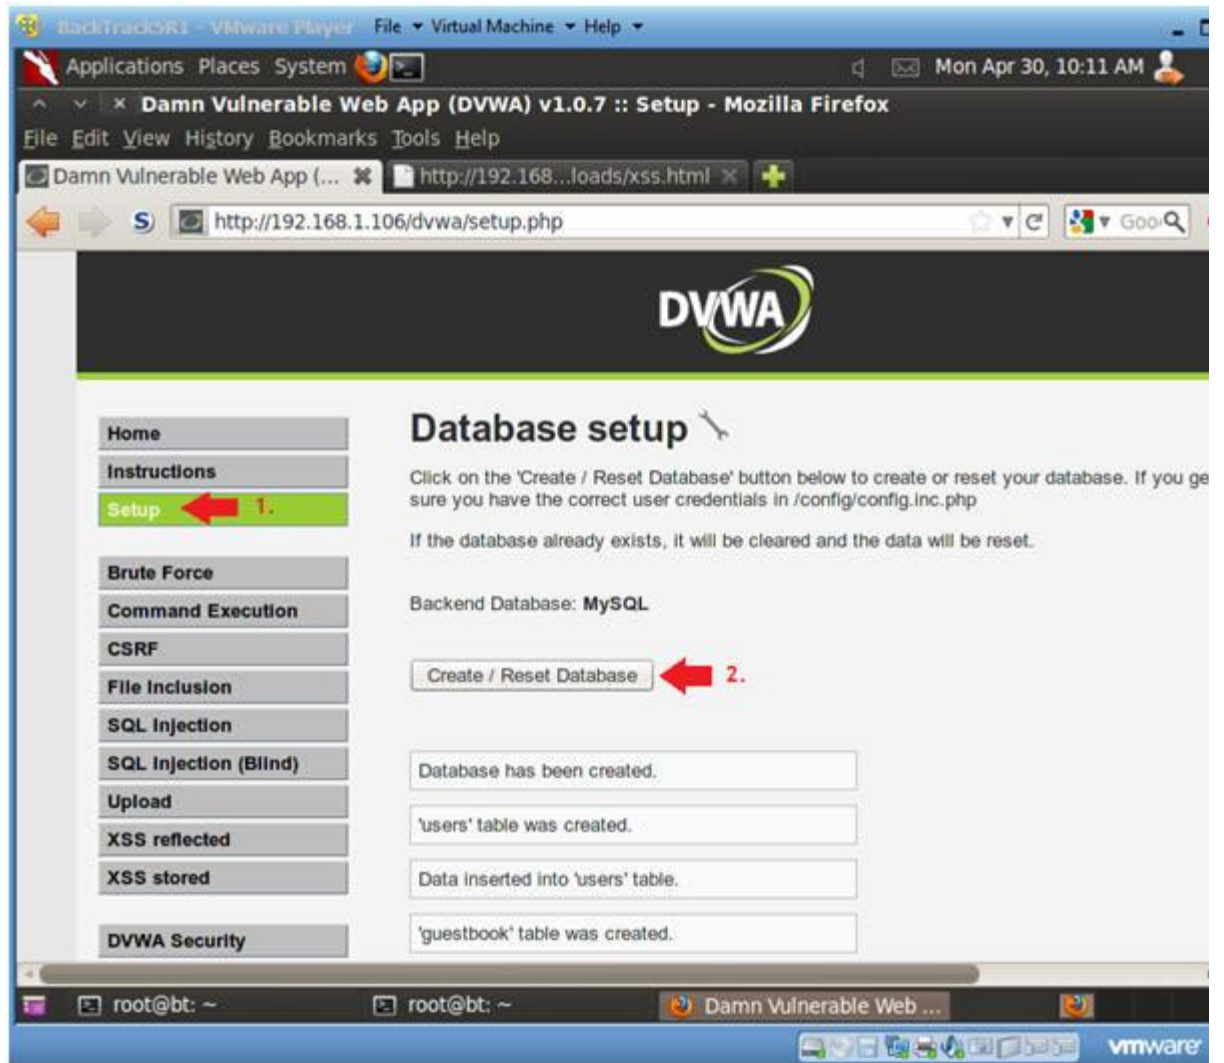 BackTrack5R1 - VMware Player File Virtual Machine Help
Applications Places System Mon Apr 30, 10:11 AM
Damn Vulnerable Web App (DVWA) v1.0.7 :: Setup - Mozilla Firefox
File Edit View History Bookmarks Tools Help
Damn Vulnerable Web App (... http://192.168...loads/xss.html
http://192.168.1.106/dvwa/setup.php
DVWA
Home
Instructions
Setup 1.
Brute Force
Command Execution
CSRF
File Inclusion
SQL Injection
SQL Injection (Blind)
Upload
XSS reflected
XSS stored
DVWA Security
Database setup
Click on the 'Create / Reset Database' button below to create or reset your database. If you ge
sure you have the correct user credentials in /config/config.inc.php
If the database already exists, it will be cleared and the data will be reset.
Backend Database: MySQL
Create / Reset Database 2.
Database has been created.
'users' table was created.
Data inserted into 'users' table.
'guestbook' table was created.
root@bt: ~ root@bt: ~ Damn Vulnerable Web ...
vmware